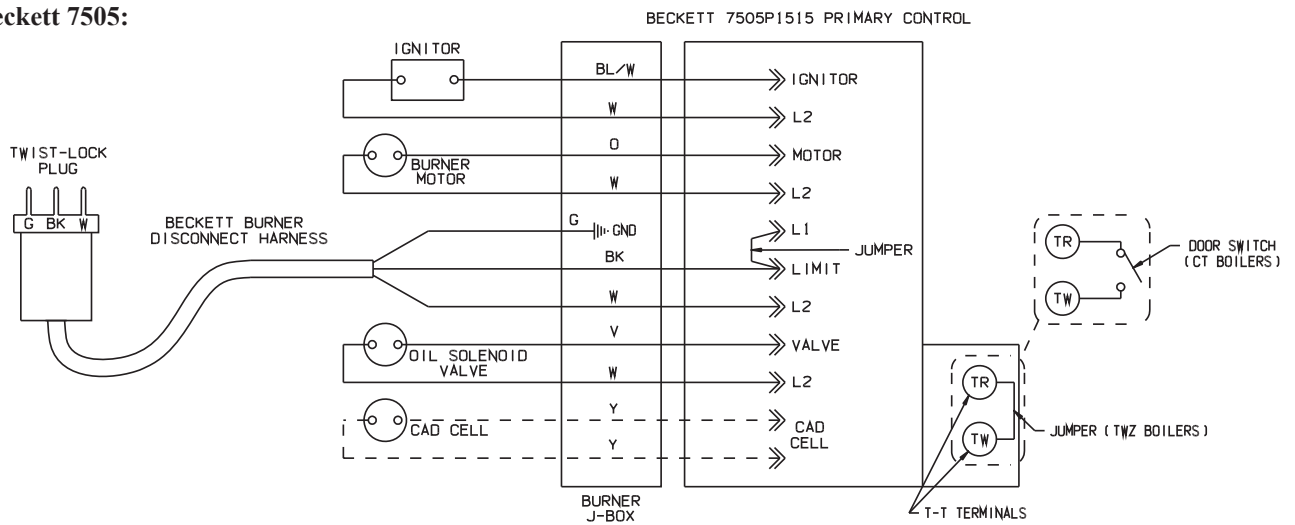 eckett 7505:
BECKETT 7505P1515 PRIMARY CONTROL
IGNITOR
BL/W
IGNITOR
W
L2
TWIST-LOCK
PLUG
O
MOTOR
BURNER
MOTOR
W
L2
G BK W
BECKETT BURNER
DISCONNECT HARNESS
G
GND
L1
JUMPER
BK
LIMIT
TR
DOOR SWITCH
(CT BOILERS)
TW
W
L2
V
VALVE
OIL SOLENOID
VALVE
W
L2
TR
Y
CAD CELL
CAD
CELL
Y
TW
JUMPER (TWZ BOILERS)
BURNER
J-BOX
T-T TERMINALS